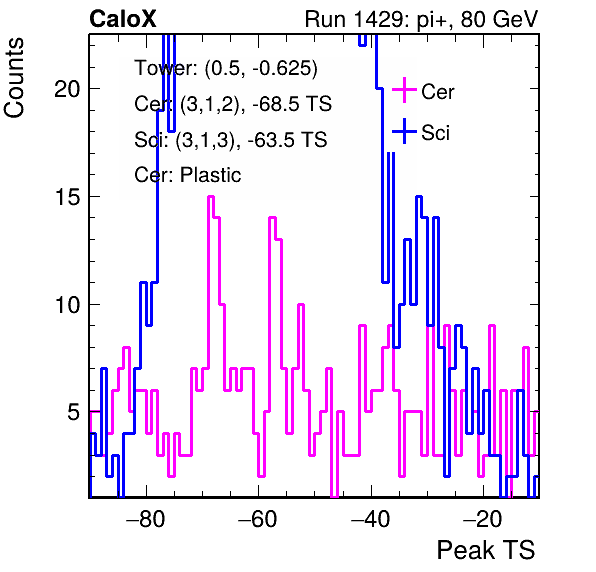 CaloX Run 1429: pi+, 80 GeV
Counts
Tower: (0.5, -0.625)
Cer: (3,1,2), -68.5 TS
Sci: (3,1,3), -63.5 TS
Cer: Plastic
Cer
Sci
20
15
10
5
−80 −60 −40 −20
Peak TS